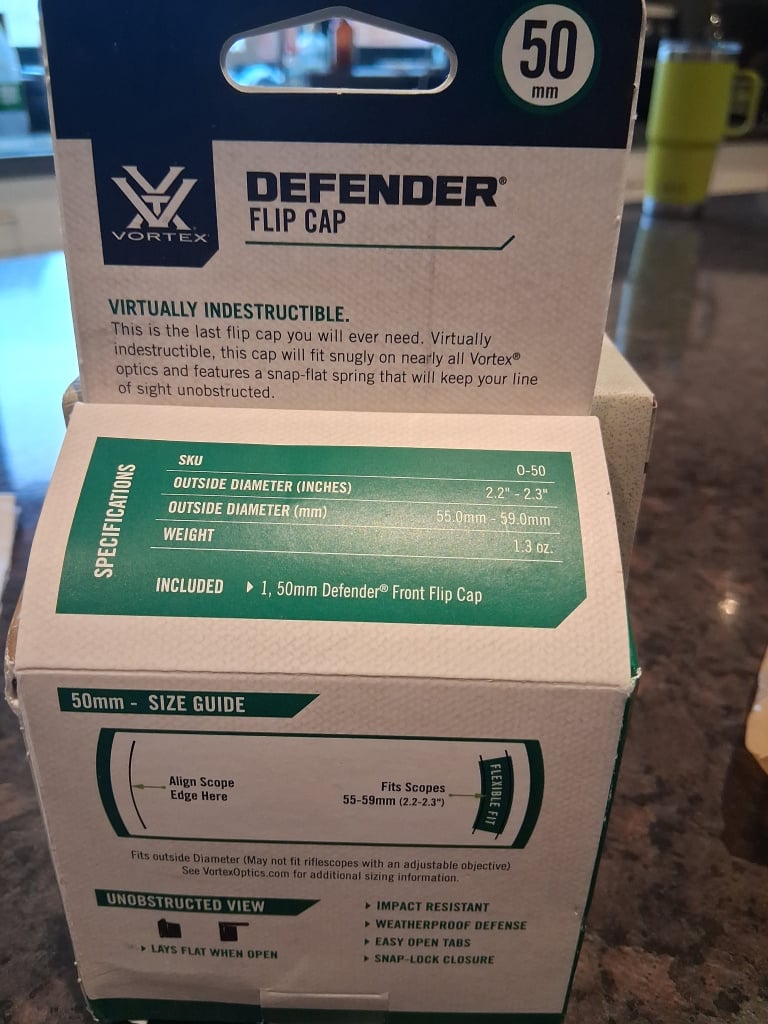 50
mm
VORTEX®
DEFENDER®
FLIP CAP
VIRTUALLY INDESTRUCTIBLE.
This is the last flip cap you will ever need. Virtually
indestructible, this cap will fit snugly on nearly all Vortex®
optics and features a snap-flat spring that will keep your line
of sight unobstructed.
SPECIFICATIONS
SKU O-50
OUTSIDE DIAMETER (INCHES) 2.2" - 2.3"
OUTSIDE DIAMETER (mm) 55.0mm - 59.0mm
WEIGHT 1.3 oz.
INCLUDED 1, 50mm Defender® Front Flip Cap
50mm - SIZE GUIDE
Align Scope
Edge Here
Fits Scopes
55-59mm (2.2-2.3")
FLEXIBLE FIT
Fits outside Diameter (May not fit riflescopes with an adjustable objective)
See VortexOptics.com for additional sizing information.
UNOBSTRUCTED VIEW
LAYS FLAT WHEN OPEN
IMPACT RESISTANT
WEATHERPROOF DEFENSE
EASY OPEN TABS
SNAP-LOCK CLOSURE